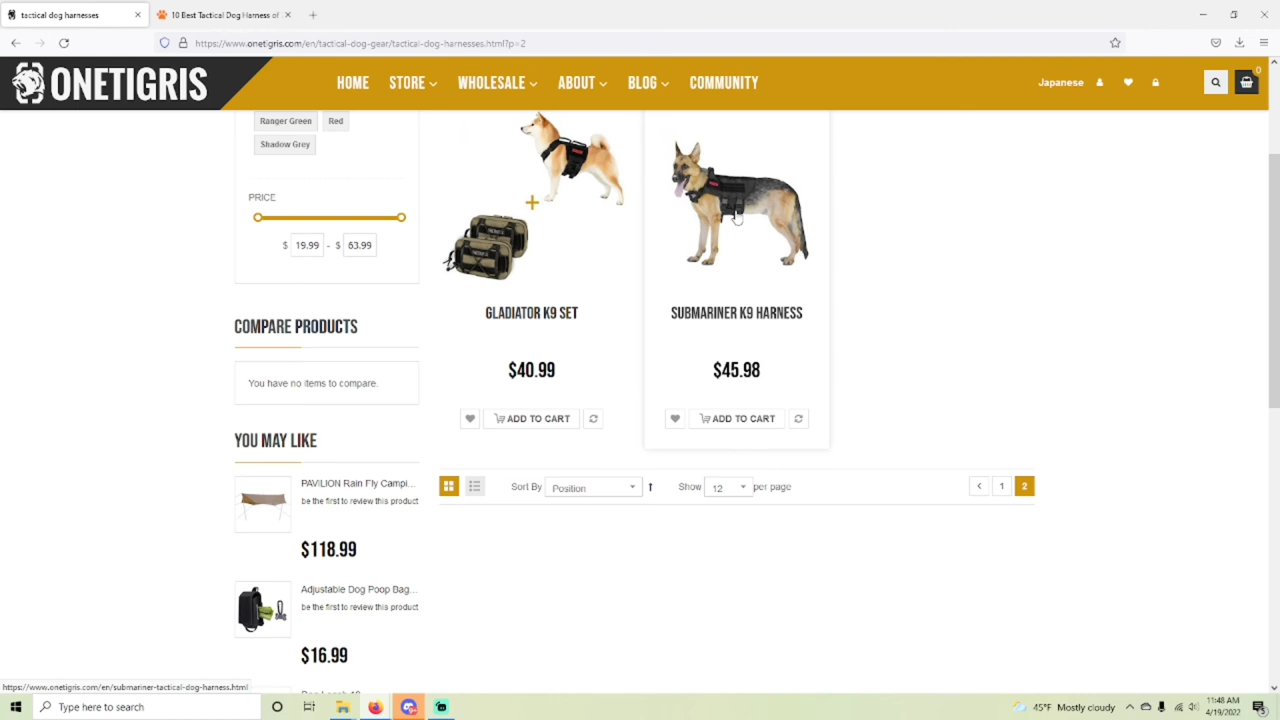 tactical dog harnesses
10 Best Tactical Dog Harness of
https://www.onetigris.com/en/tactical-dog-gear/tactical-dog-harnesses.html?p=2
ONETIGRIS
HOME STORE WHOLESALE ABOUT BLOG COMMUNITY
Japanese
0
Ranger Green Red
Shadow Grey
PRICE
$ 19.99 - $ 63.99
COMPARE PRODUCTS
You have no items to compare.
YOU MAY LIKE
PAVILION Rain Fly Campi...
be the first to review this product
$118.99
Adjustable Dog Poop Bag...
be the first to review this product
$16.99
GLADIATOR K9 SET
$40.99
ADD TO CART
SUBMARINER K9 HARNESS
$45.98
ADD TO CART
Sort By Position Show 12 per page 1 2
https://www.onetigris.com/en/submariner-tactical-dog-harness.html
Type here to search
45°F Mostly cloudy
11:48 AM
4/19/2022